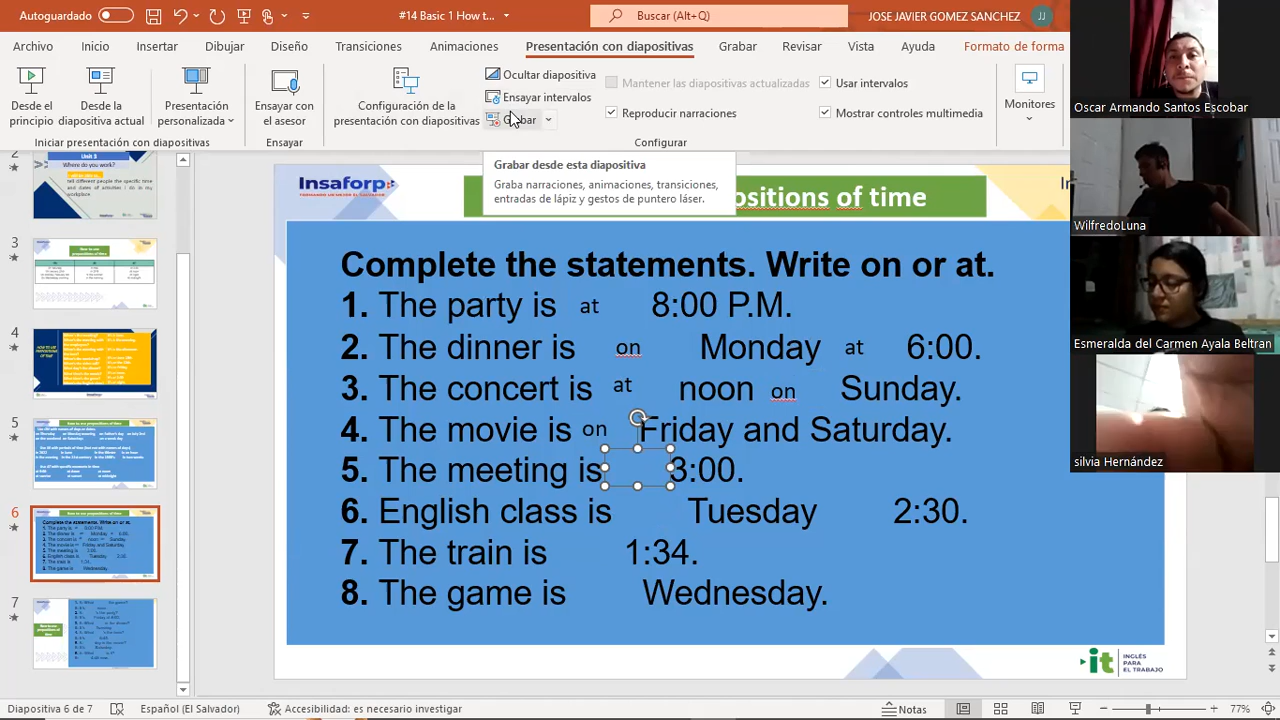 Autoguardado
#14 Basic 1 How t...
Buscar (Alt+Q)
JOSE JAVIER GOMEZ SANCHEZ
JJ
Archivo
Inicio
Insertar
Dibujar
Diseño
Transiciones
Animaciones
Presentación con diapositivas
Grabar
Revisar
Vista
Ayuda
Formato de forma
Desde el principio
Desde la diapositiva actual
Presentación personalizada
Ensayar con el asesor
Configuración de la presentación con diapositivas
Ocultar diapositiva
Ensayar intervalos
Grabar
Mantener las diapositivas actualizadas
Reproducir narraciones
Usar intervalos
Mostrar controles multimedia
Monitores
Iniciar presentación con diapositivas
Ensayar
Configurar
Grabar desde esta diapositiva
Graba narraciones, animaciones, transiciones,
entradas de lápiz y gestos de puntero láser.
Insaforp
ositions of time
Complete the statements. Write on or at.
1. The party is at 8:00 P.M.
2. The dinner is on Monday at 6:00.
3. The concert is at noon on Sunday.
4. The movie is on Friday and Saturday.
5. The meeting is 3:00.
6. English class is Tuesday 2:30.
7. The train is 1:34.
8. The game is Wednesday.
it INGLÉS
PARA
EL TRABAJO
3
4
5
6
7
Oscar Armando Santos Escobar
WilfredoLuna
Esmeralda del Carmen Ayala Beltran
silvia Hernández
Diapositiva 6 de 7
Español (El Salvador)
Accesibilidad: es necesario investigar
Notas
77%